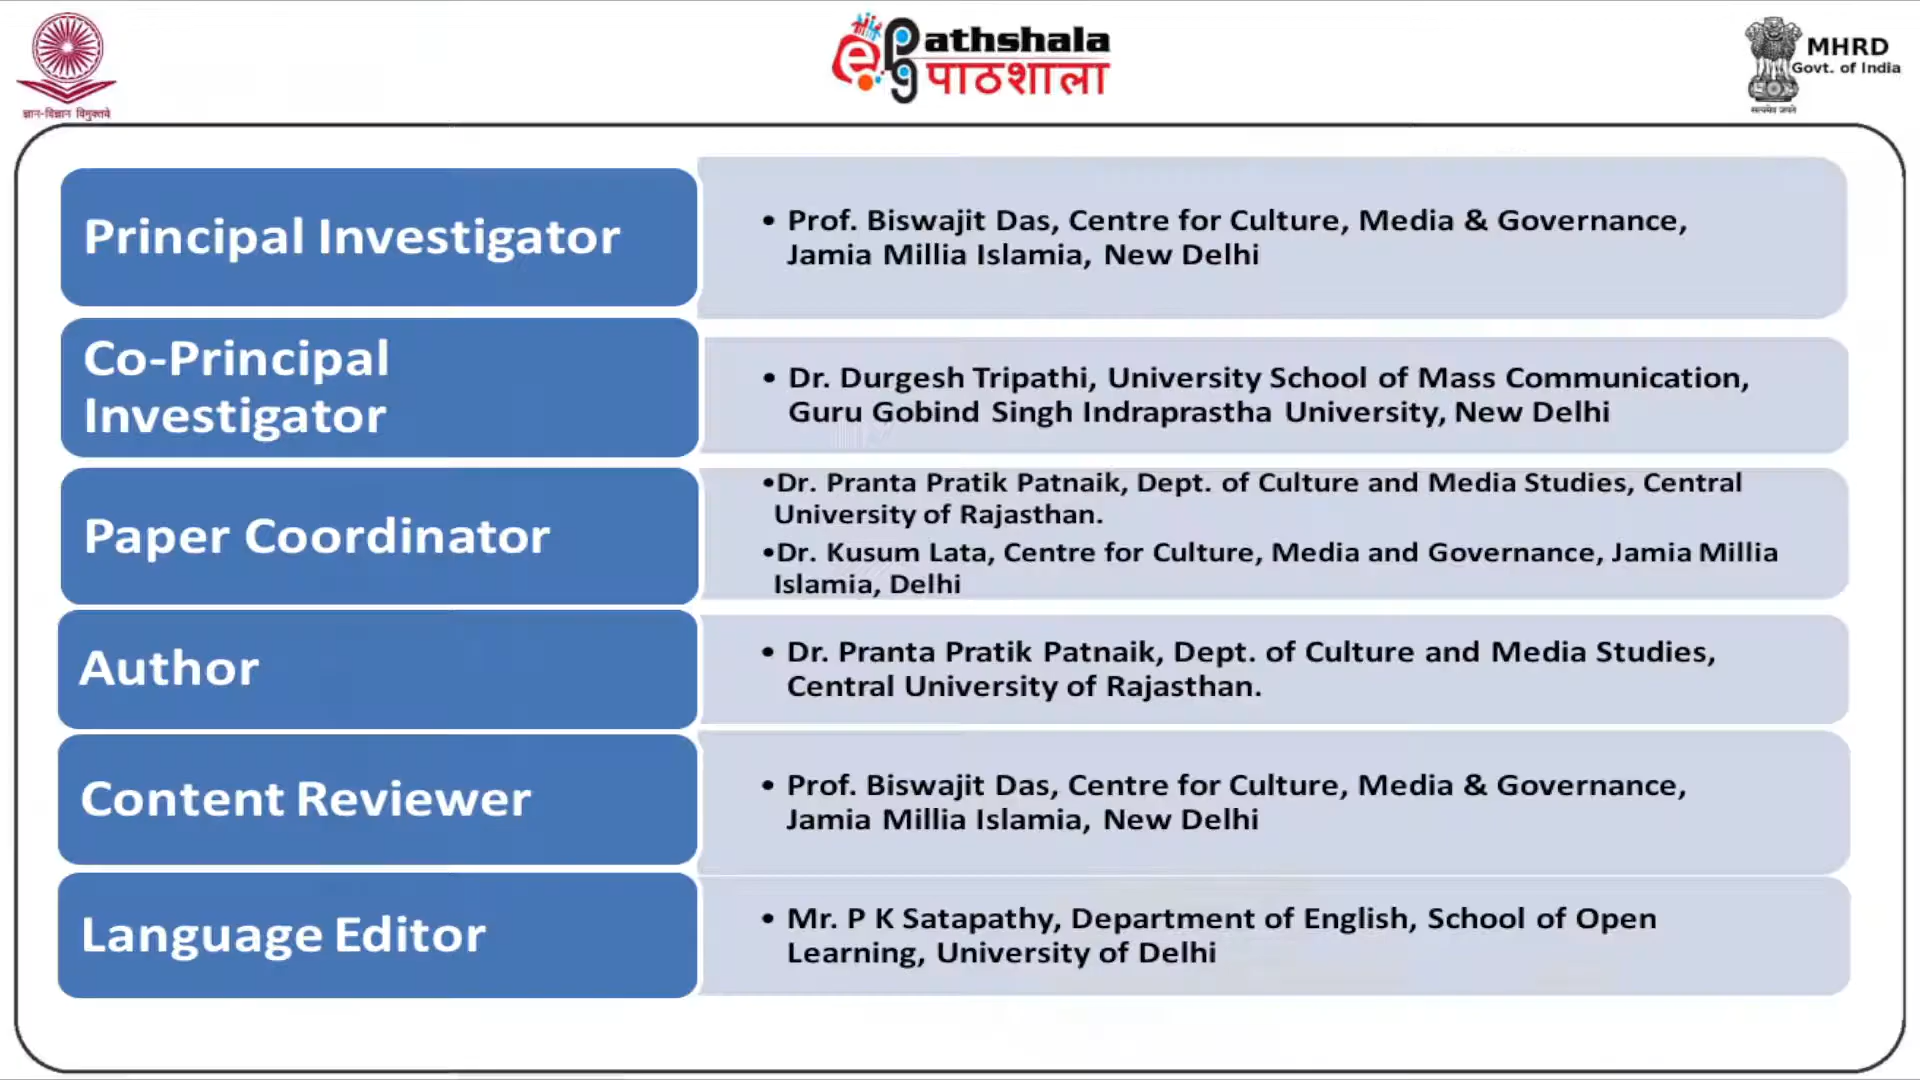 ज्ञान-विज्ञान विमुक्तये
e PG Pathshala
पाठशाला
MHRD
Govt. of India
सत्यमेव जयते
Principal Investigator
• Prof. Biswajit Das, Centre for Culture, Media & Governance,
Jamia Millia Islamia, New Delhi
Co-Principal
Investigator
• Dr. Durgesh Tripathi, University School of Mass Communication,
Guru Gobind Singh Indraprastha University, New Delhi
Paper Coordinator
•Dr. Pranta Pratik Patnaik, Dept. of Culture and Media Studies, Central
University of Rajasthan.
•Dr. Kusum Lata, Centre for Culture, Media and Governance, Jamia Millia
Islamia, Delhi
Author
• Dr. Pranta Pratik Patnaik, Dept. of Culture and Media Studies,
Central University of Rajasthan.
Content Reviewer
• Prof. Biswajit Das, Centre for Culture, Media & Governance,
Jamia Millia Islamia, New Delhi
Language Editor
• Mr. P K Satapathy, Department of English, School of Open
Learning, University of Delhi